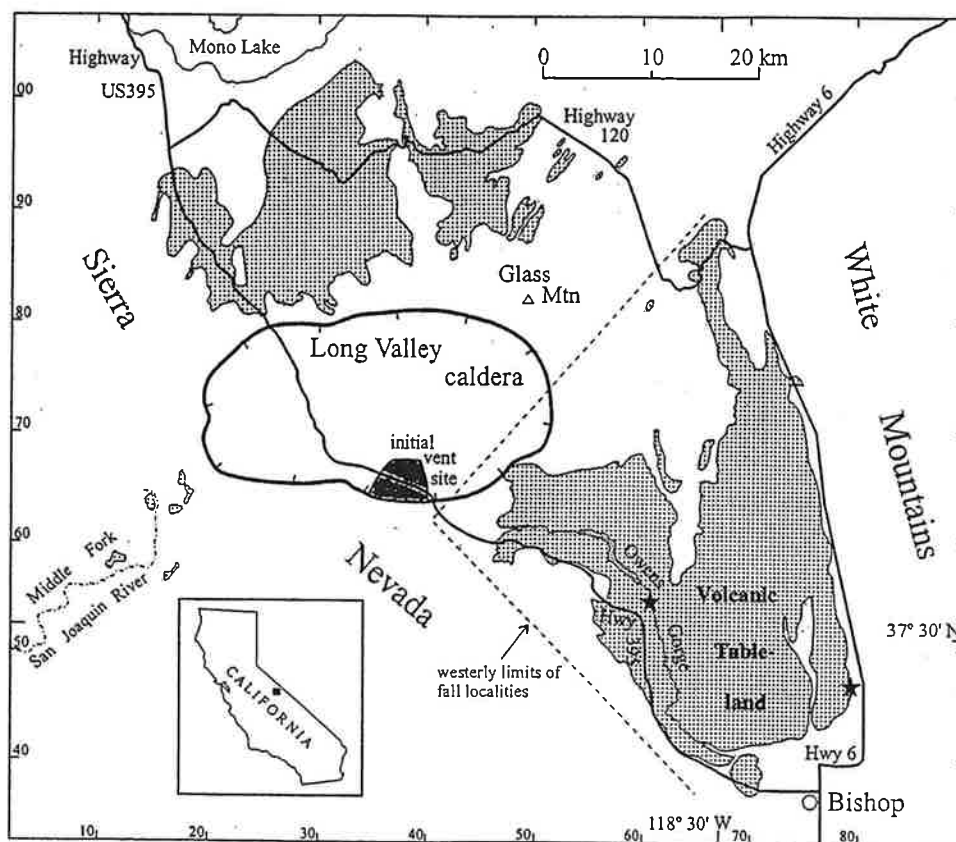 Mono Lake
Highway
US395
0 10 20 km
Highway
120
Highway 6
00
90
80
70
60
50
40
Sierra
Nevada
Glass
Mtn
White
Mountains
Long Valley
caldera
initial
vent
site
Middle Fork
San Joaquin River
Owens
Gorge
Hwy 395
Volcanic
Table-
land
37° 30' N
westerly limits of
fall localities
CALIFORNIA
Hwy 6
Bishop
10 20 30 40 50 60 118° 30' W 70 80